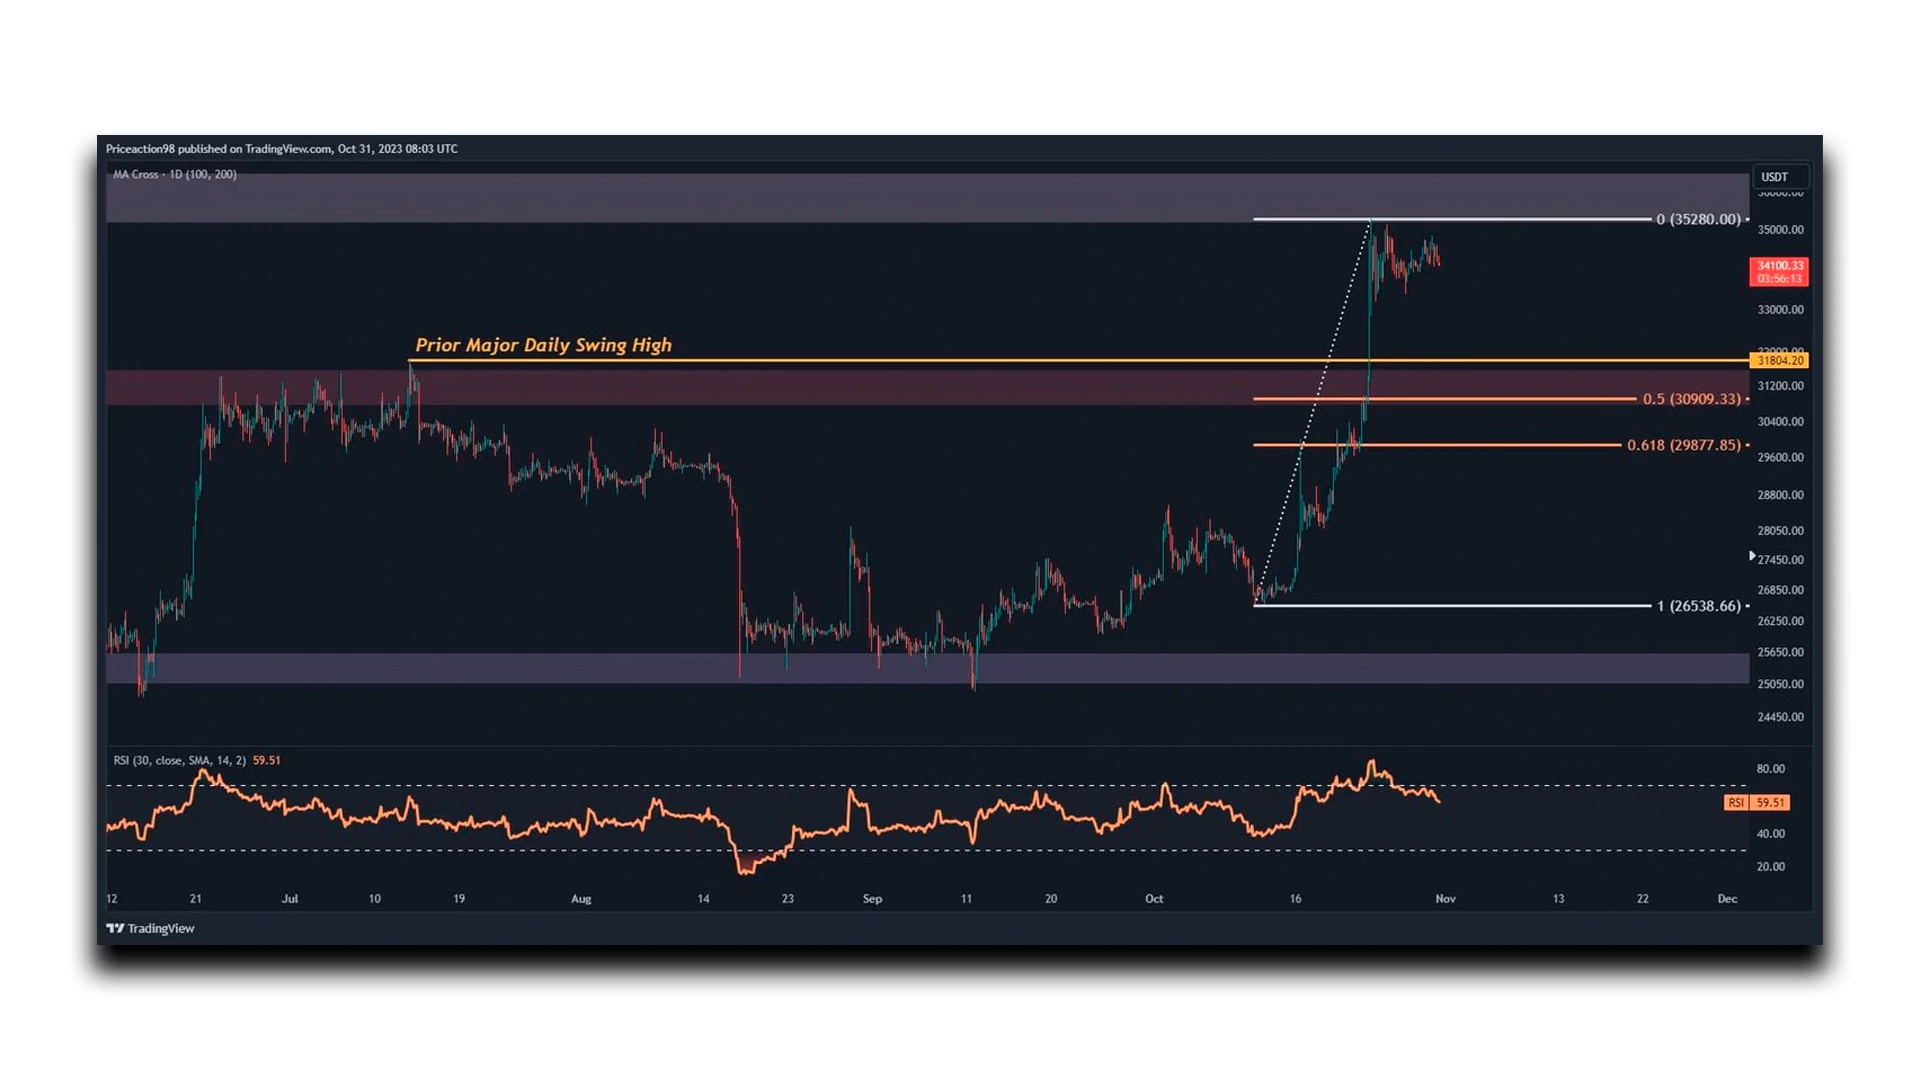 Priceaction98 published on TradingView.com, Oct 31, 2023 08:03 UTC
MA Cross · 1D (100, 200)
USDT
0 (35280.00)
35000.00
34100.33
03:56:13
33000.00
Prior Major Daily Swing High
31804.20
31200.00
0.5 (30909.33)
30400.00
0.618 (29877.85)
29600.00
28800.00
28050.00
27450.00
26850.00
1 (26538.66)
26250.00
25650.00
25050.00
24450.00
RSI (30, close, SMA, 14, 2) 59.51
80.00
RSI 59.51
40.00
20.00
12 21 Jul 10 19 Aug 14 23 Sep 11 20 Oct 16 Nov 13 22 Dec
TradingView